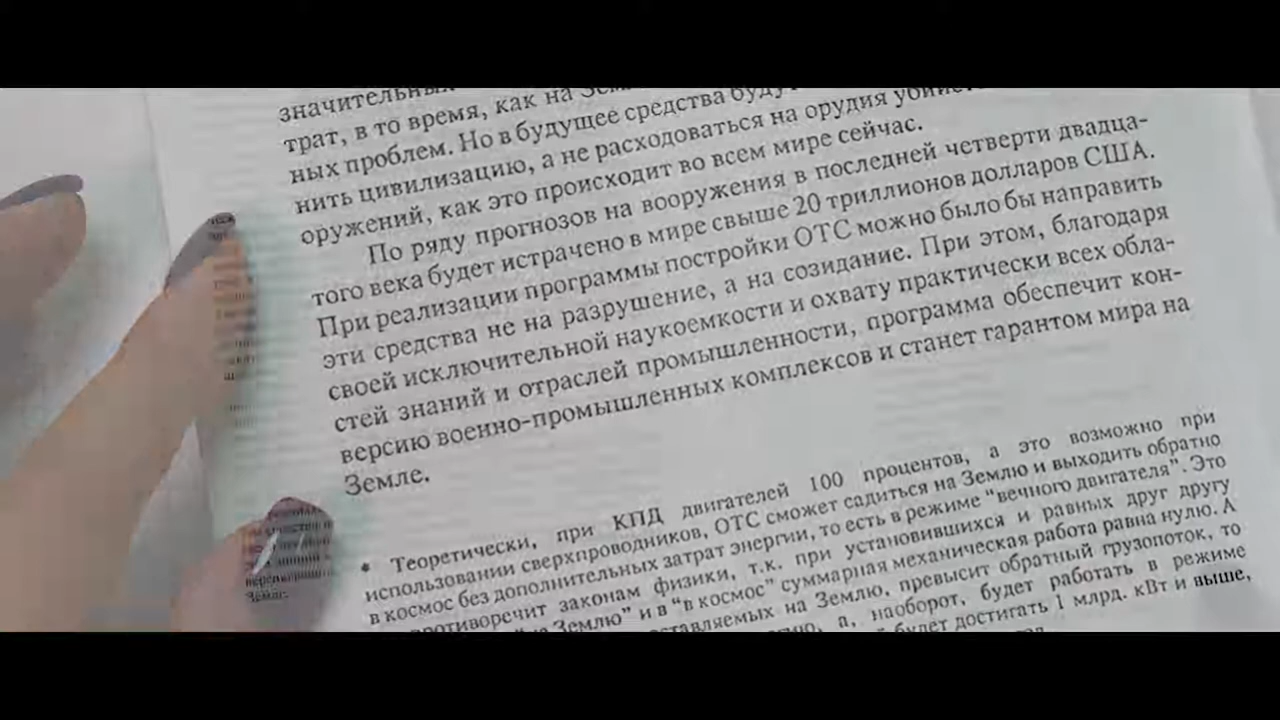 значительных
трат, в то время, как на
ных проблем. Но в будущее средства будут
нить цивилизацию, а не расходоваться на орудия
оружений, как это происходит во всем мире сейчас.
По ряду прогнозов на вооружения в последней четверти двадца-
того века будет истрачено в мире свыше 20 триллионов долларов США.
При реализации программы постройки ОТС можно было бы направить
эти средства не на разрушение, а на созидание. При этом, благодаря
своей исключительной наукоемкости и охвату практически всех обла-
стей знаний и отраслей промышленности, программа обеспечит кон-
версию военно-промышленных комплексов и станет гарантом мира на
Земле.
* Теоретически, при КПД двигателей 100 процентов, а это возможно при
использовании сверхпроводников, ОТС сможет садиться на Землю и выходить обратно
в космос без дополнительных затрат энергии, то есть в режиме “вечного двигателя”. Это
противоречит законам физики, т.к. при установившихся и равных друг другу
Землю” и в “в космос” суммарная механическая работа равна нулю. А
на Землю, превысит обратный грузопоток, то
а, наоборот, будет работать в режиме
будет достигать 1 млрд. кВт и выше,